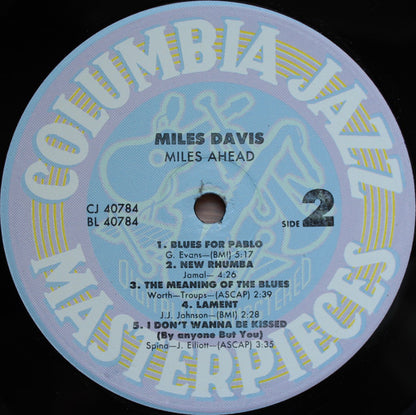 COLUMBIA JAZZ
MASTERPIECES
MILES DAVIS
MILES AHEAD
CJ 40784
BL 40784
SIDE 2
1. BLUES FOR PABLO
G. Evans—(BMI) 5:17
2. NEW RHUMBA
Jamal— 4:26
3. THE MEANING OF THE BLUES
Worth—Troups—(ASCAP) 2:39
4. LAMENT
J.J. Johnson—(BMI) 2:28
5. I DON'T WANNA BE KISSED
(By anyone But You)
Spina—J. Elliott—(ASCAP) 3:35